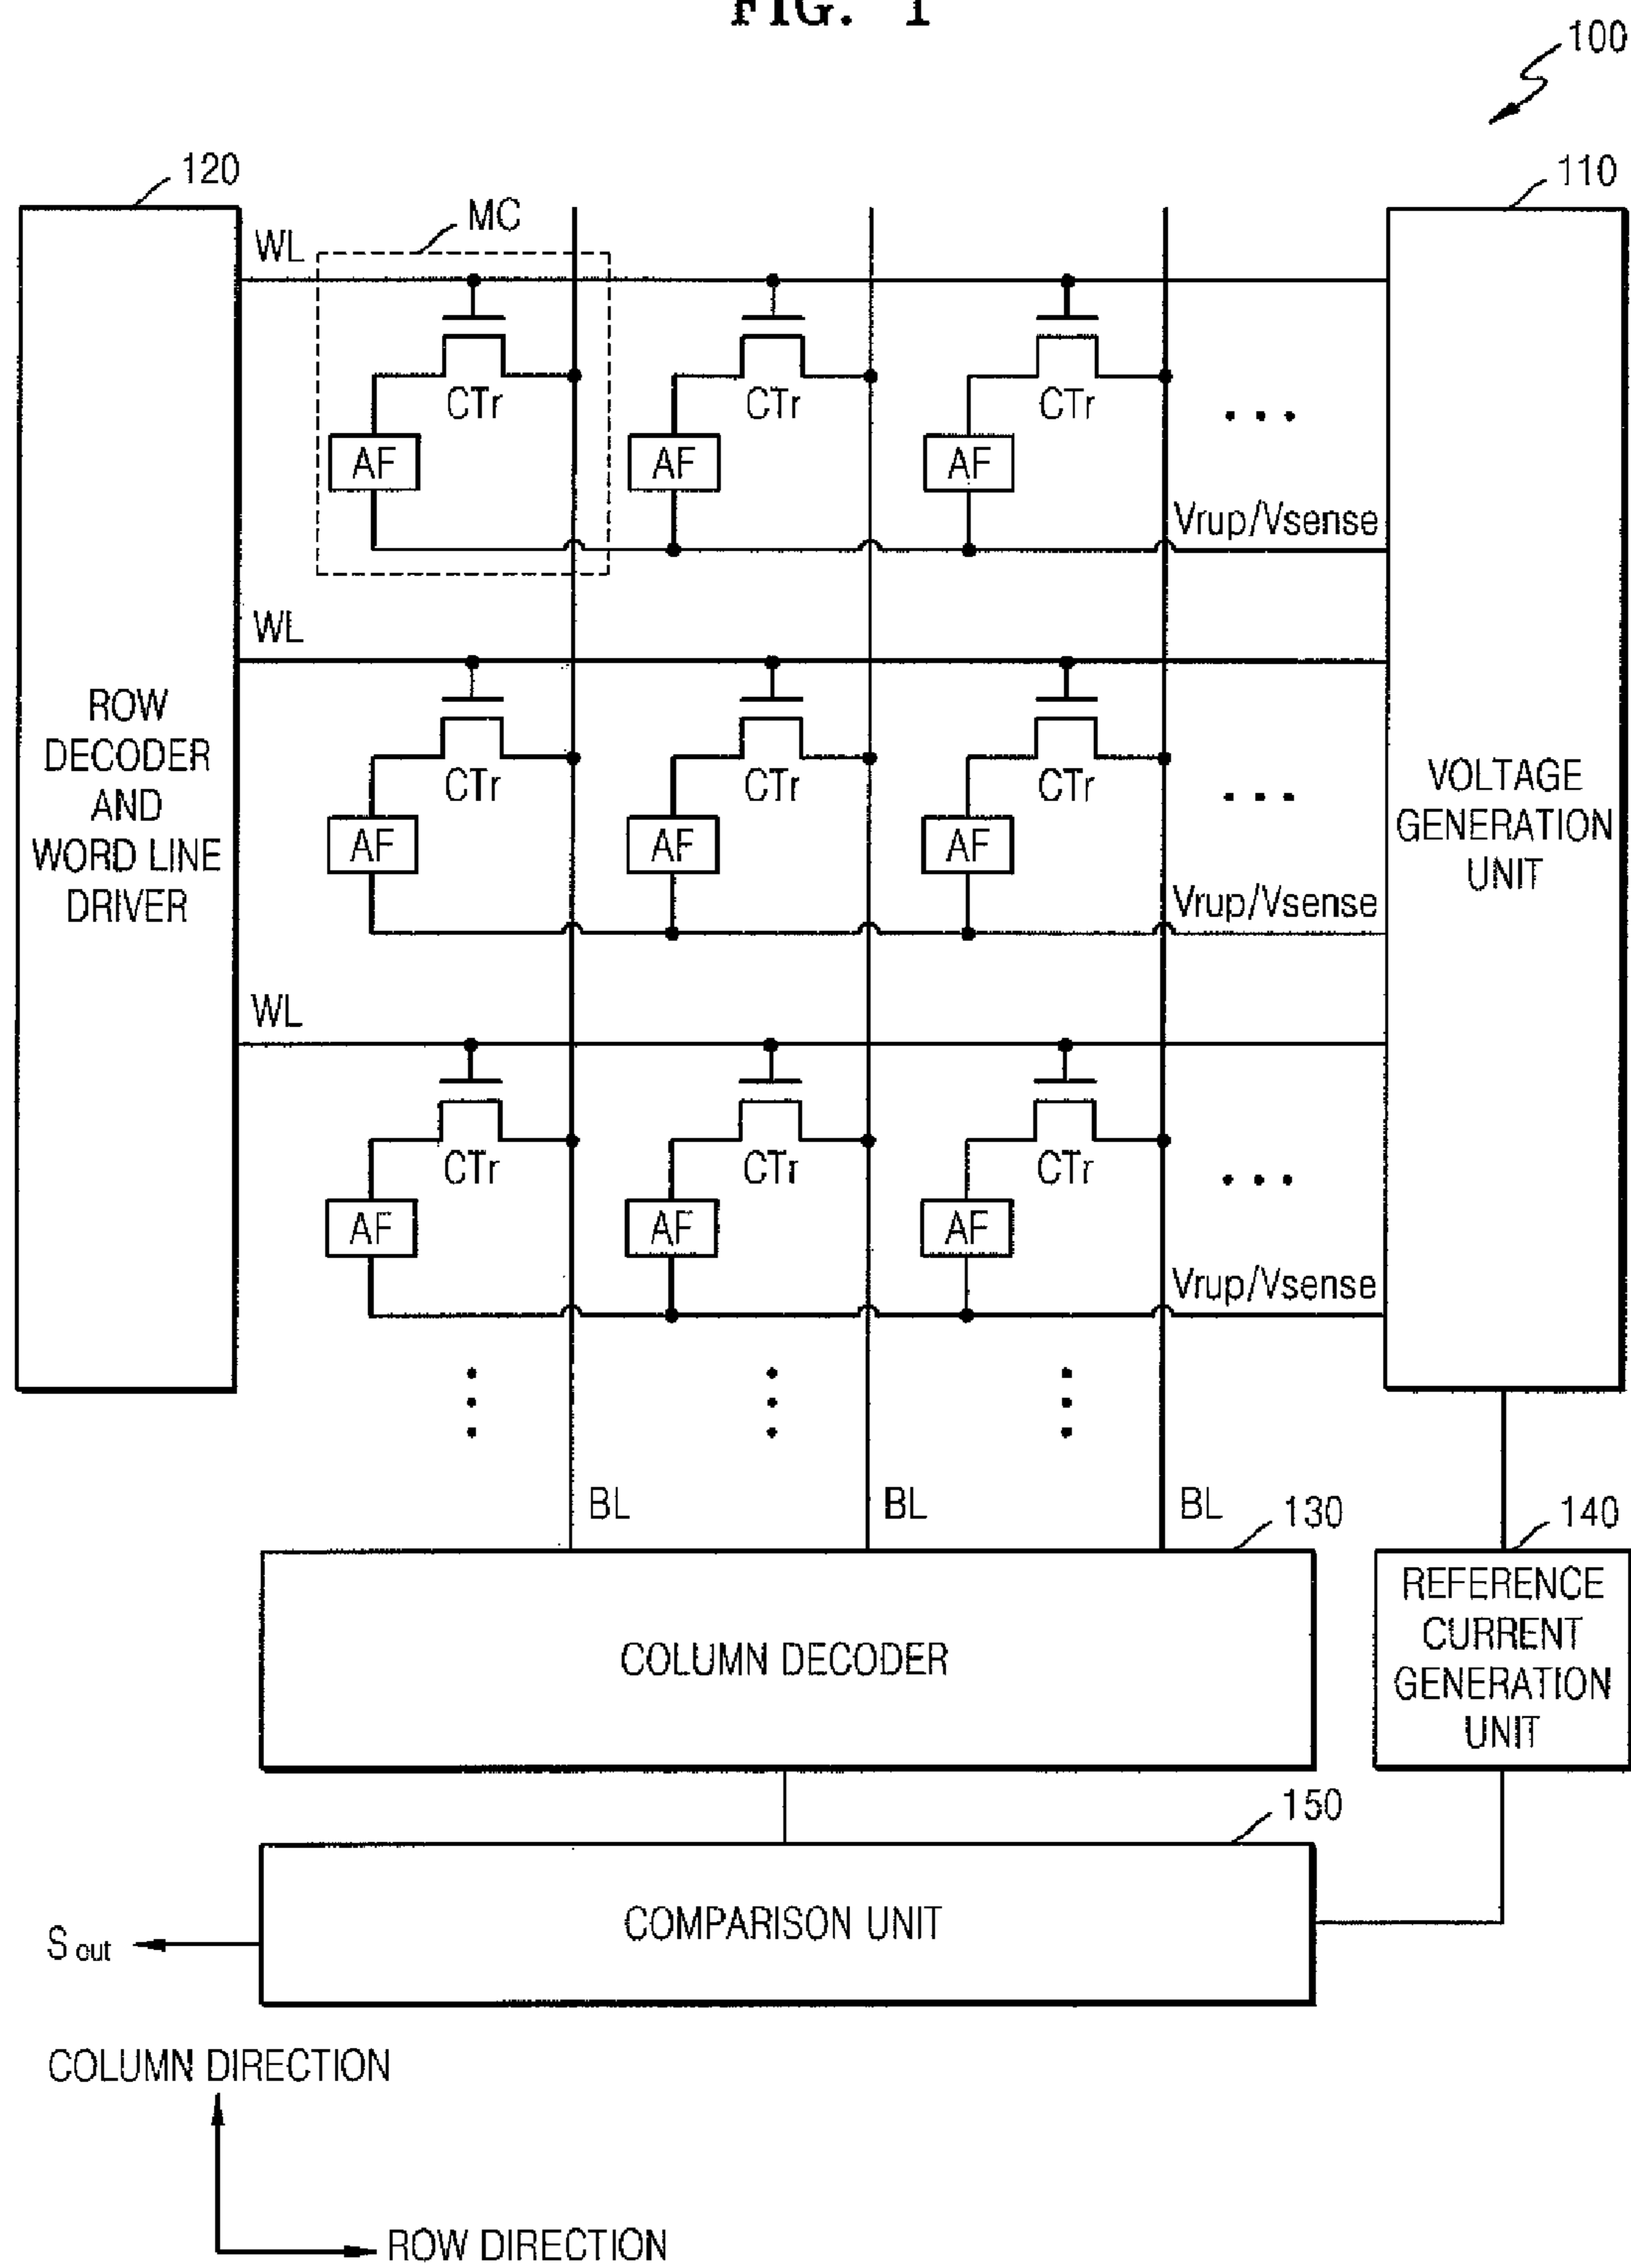 FIG. 1
100
120
110
MC
WL
CTr
CTr
CTr
AF
AF
AF
Vrup/Vsense
WL
ROW
DECODER
AND
WORD LINE
DRIVER
CTr
CTr
CTr
VOLTAGE
GENERATION
UNIT
AF
AF
AF
Vrup/Vsense
WL
CTr
CTr
CTr
AF
AF
AF
Vrup/Vsense
BL
BL
BL
130
140
COLUMN DECODER
REFERENCE
CURRENT
GENERATION
UNIT
150
COMPARISON UNIT
Sout
COLUMN DIRECTION
ROW DIRECTION